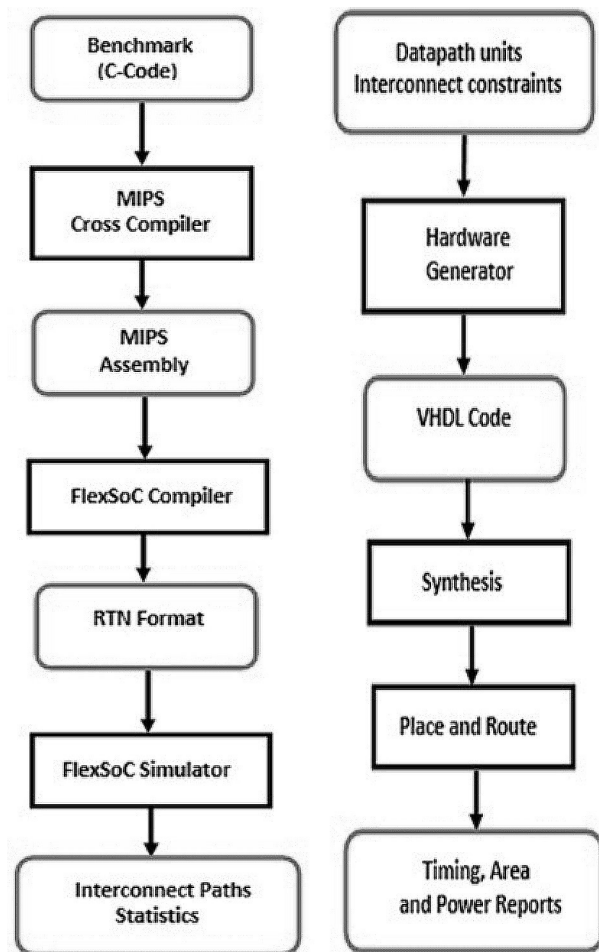 Benchmark
(C-Code)
MIPS
Cross Compiler
MIPS
Assembly
FlexSoC Compiler
RTN Format
FlexSoC Simulator
Interconnect Paths
Statistics
Datapath units
Interconnect constraints
Hardware
Generator
VHDL Code
Synthesis
Place and Route
Timing, Area
and Power Reports